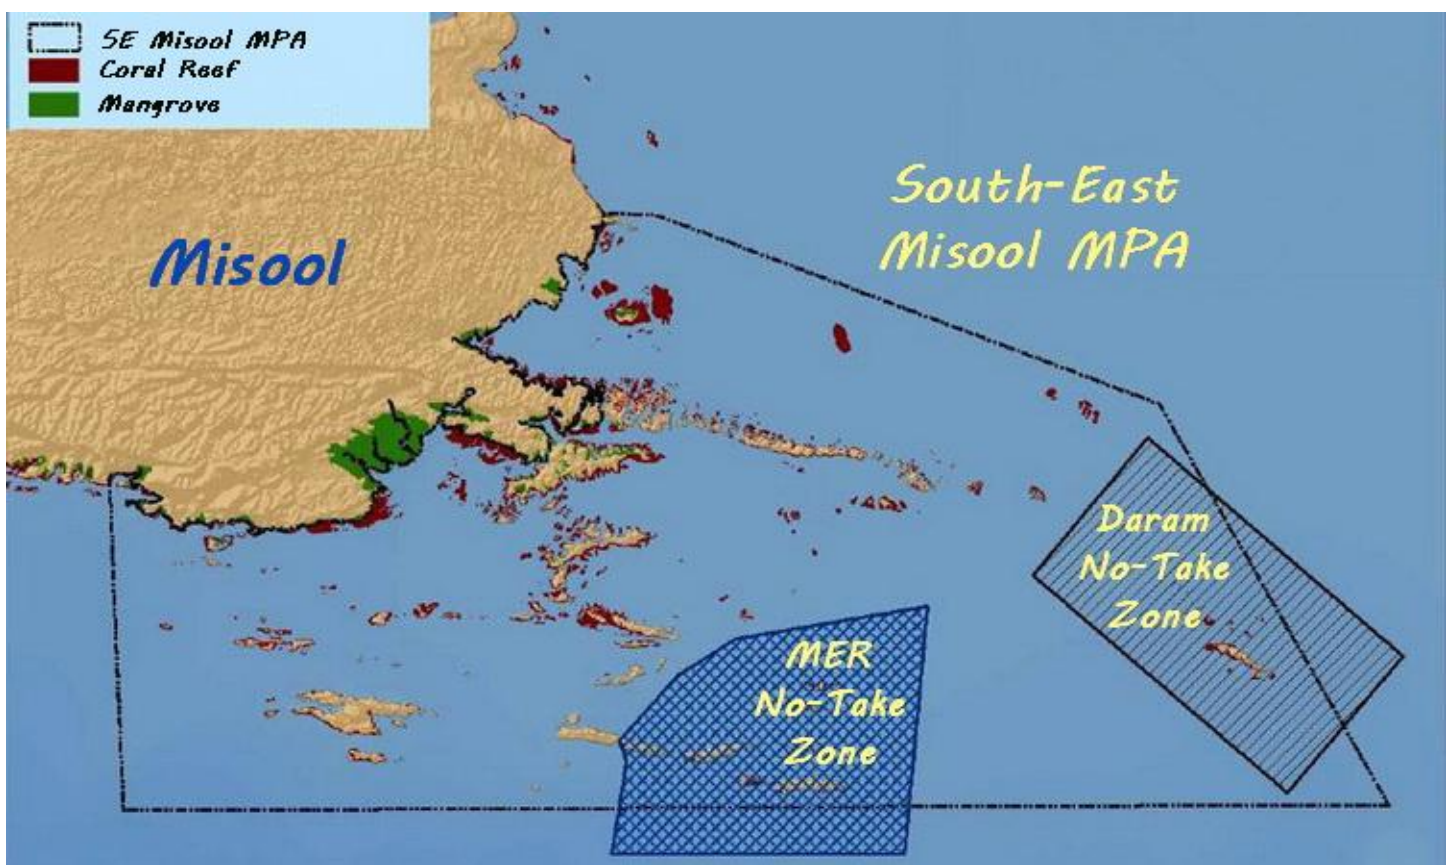 SE Misool MPA
Coral Reef
Mangrove
South-East
Misool MPA
Misool
Daram
No-Take
Zone
MER
No-Take
Zone